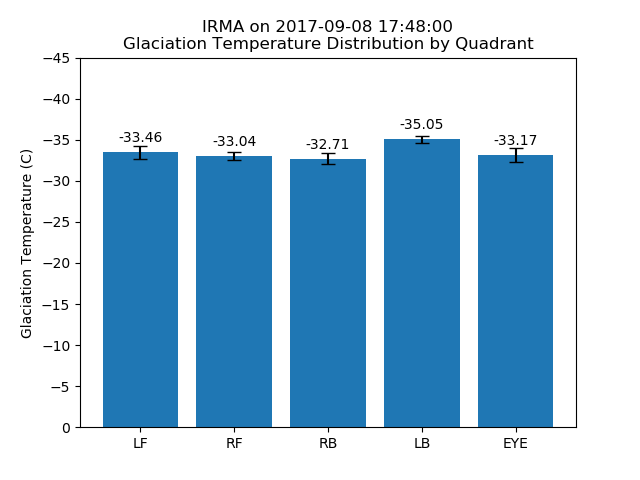 IRMA on 2017-09-08 17:48:00
Glaciation Temperature Distribution by Quadrant
Glaciation Temperature (C)
−45
−40
−35
−30
−25
−20
−15
−10
−5
0
-33.46
-33.04
-32.71
-35.05
-33.17
LF
RF
RB
LB
EYE